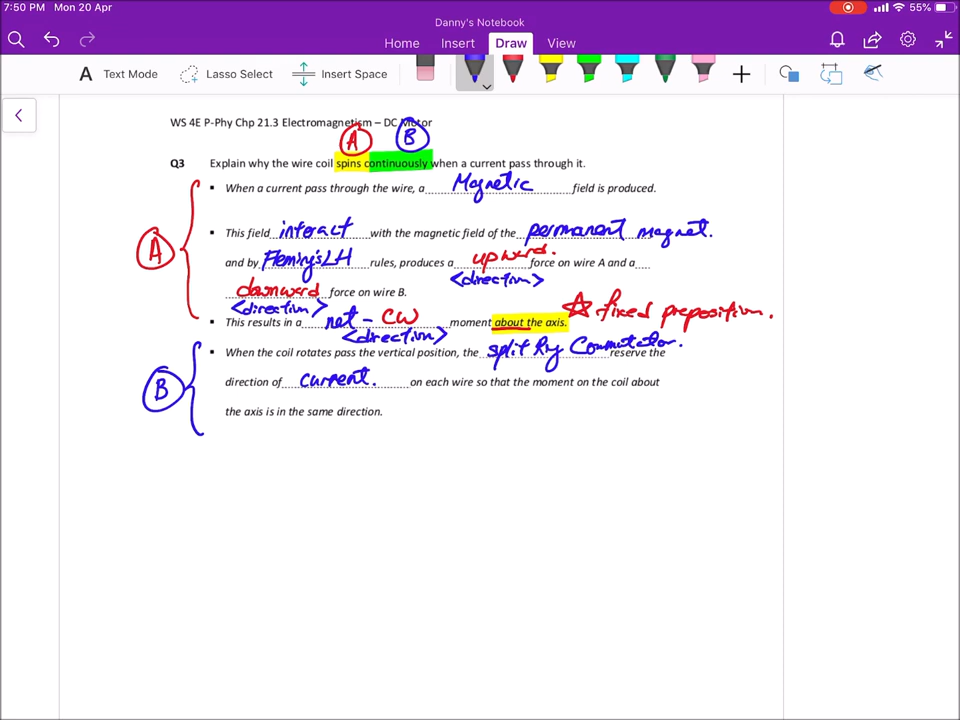 7:50 PM Mon 20 Apr
55%
Danny's Notebook
Home Insert Draw View
A Text Mode Lasso Select Insert Space
WS 4E P-Phy Chp 21.3 Electromagnetism – DC Motor
A B
Q3 Explain why the wire coil spins continuously when a current pass through it.
When a current pass through the wire, a Magnetic field is produced.
This field interact with the magnetic field of the permanent magnet.
A and by Fleming's LH rules, produces a upward. force on wire A and a
<direction>
downward force on wire B.
<direction> ☆ fixed preposition.
This results in a net - CW moment about the axis.
<direction>
When the coil rotates pass the vertical position, the split ring Commutator. reserve the
B direction of current. on each wire so that the moment on the coil about
the axis is in the same direction.